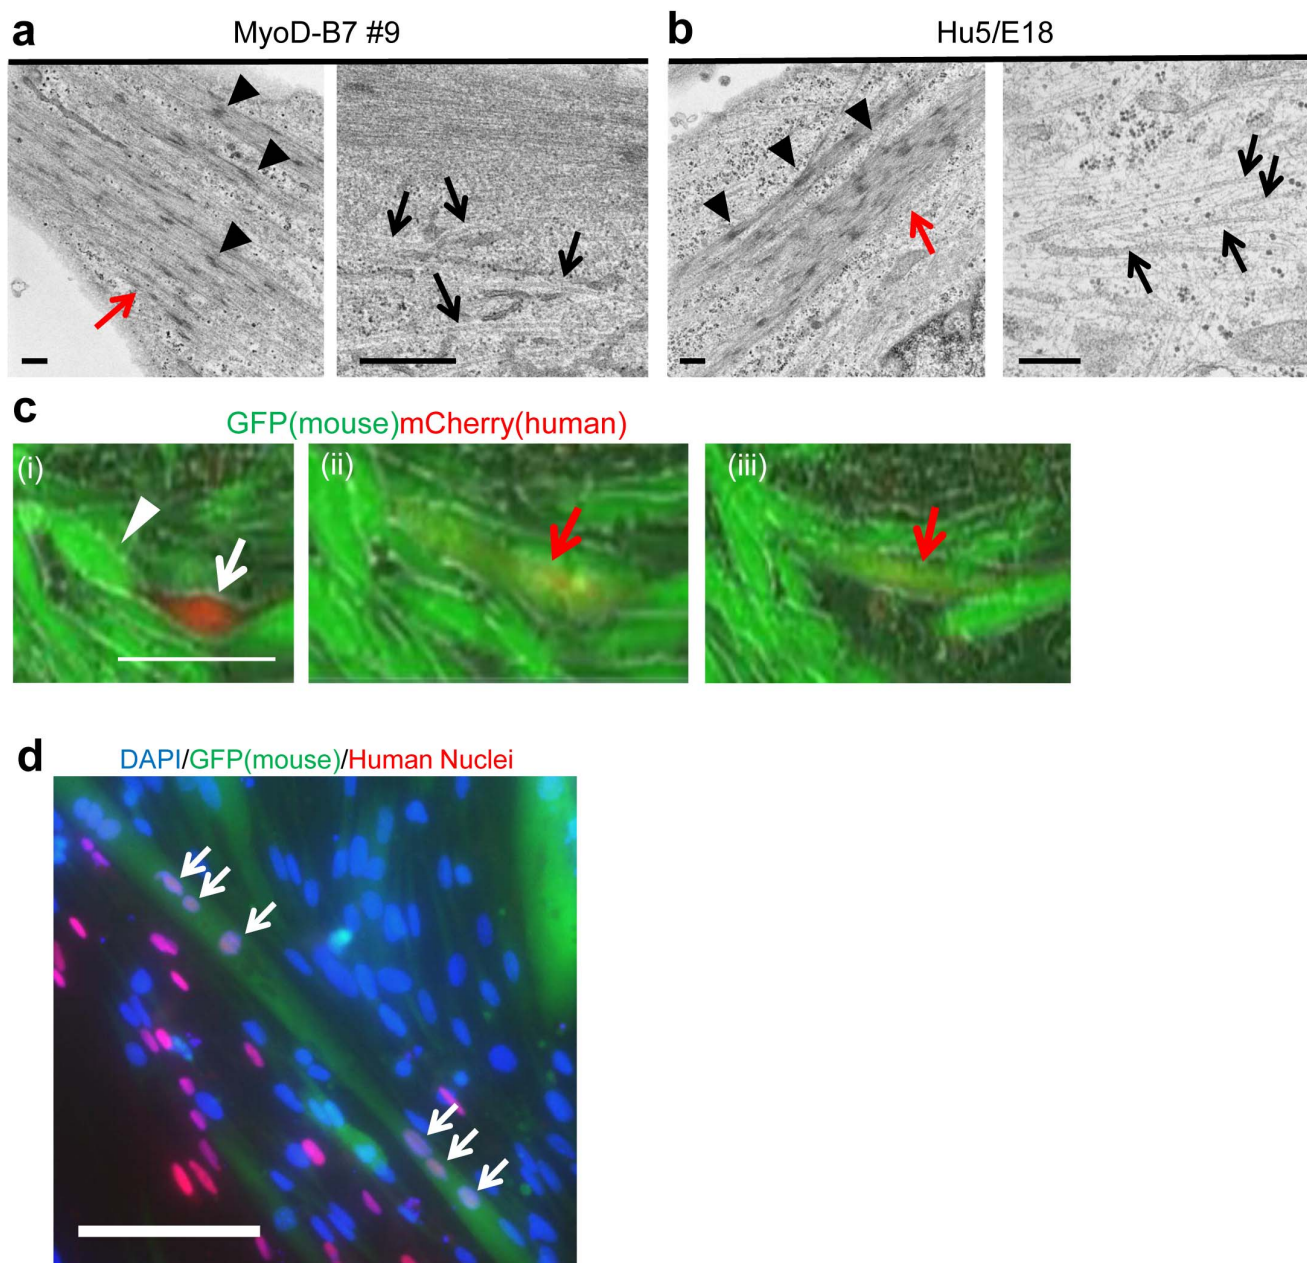 a
MyoD-B7 #9
b
Hu5/E18
c
GFP(mouse)mCherry(human)
(i)
(ii)
(iii)
d
DAPI/GFP(mouse)/Human Nuclei